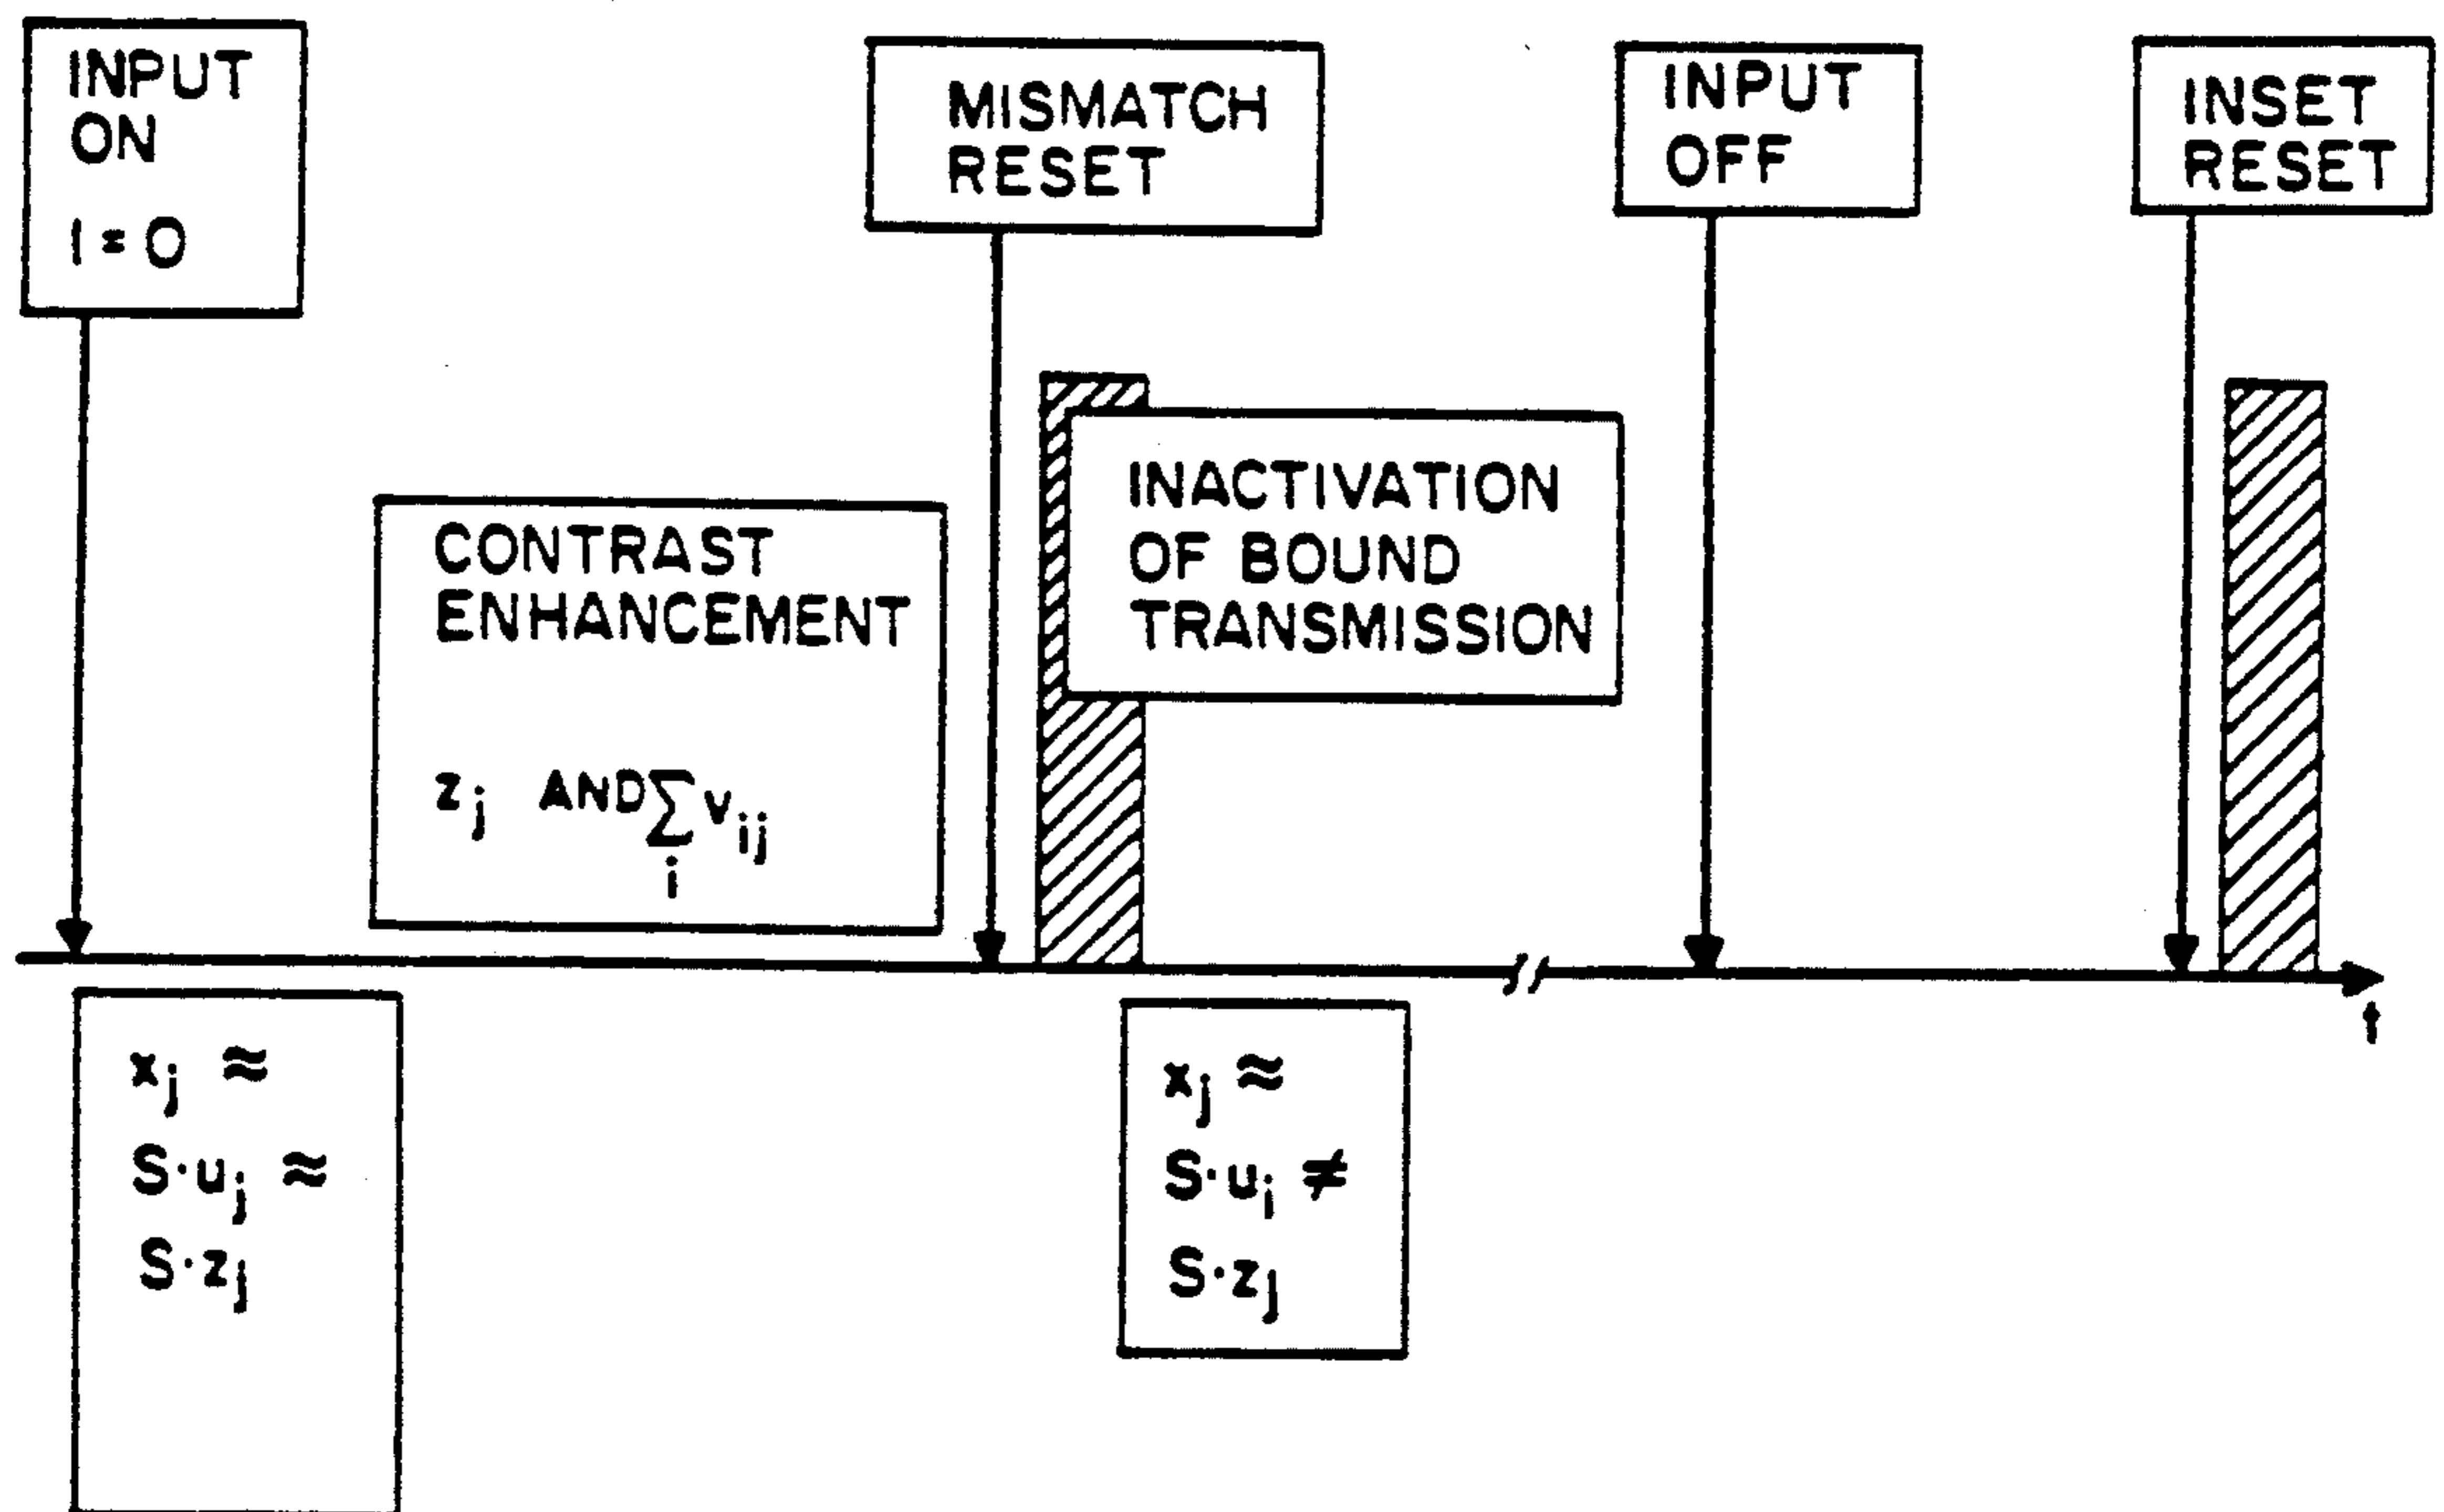 INPUT
ON
t = 0
MISMATCH
RESET
INPUT
OFF
INSET
RESET
CONTRAST
ENHANCEMENT
z_j AND ∑_i v_ij
INACTIVATION
OF BOUND
TRANSMISSION
t
x_j ≈
S·u_j ≈
S·z_j
x_j ≈
S·u_i ≠
S·z_j